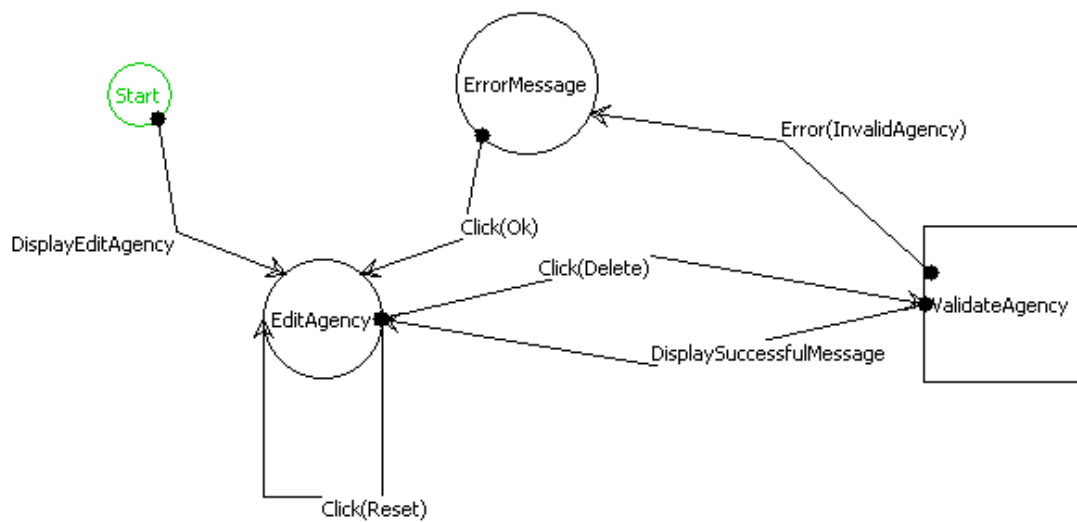 Start
ErrorMessage
Error(InvalidAgency)
DisplayEditAgency
Click(Ok)
Click(Delete)
EditAgency
ValidateAgency
DisplaySuccessfulMessage
Click(Reset)